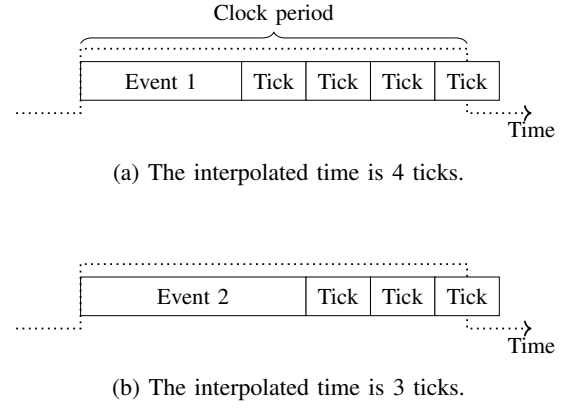 Clock period
Event 1 Tick Tick Tick Tick
Time
(a) The interpolated time is 4 ticks.
Event 2 Tick Tick Tick
Time
(b) The interpolated time is 3 ticks.